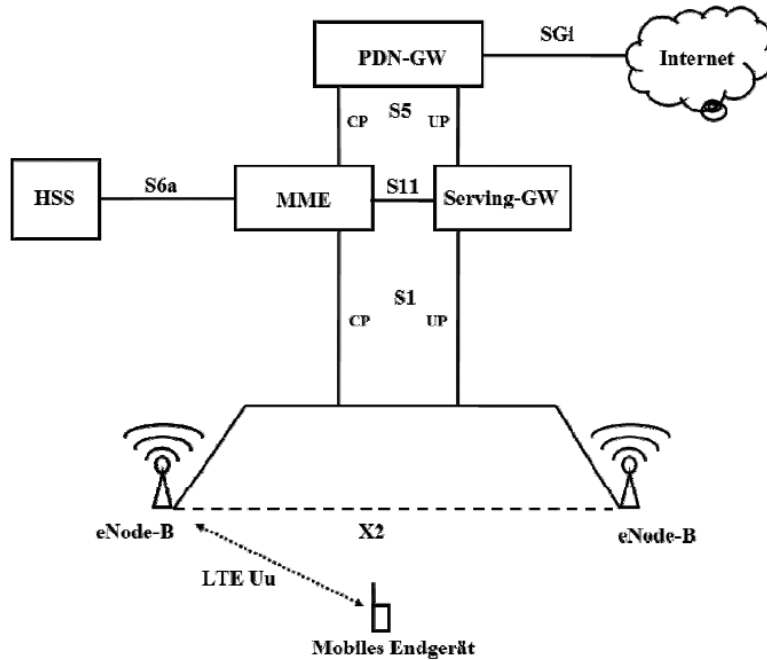 SGi
PDN-GW
Internet
S5
CP UP
S6a
S11
HSS
MME
Serving-GW
S1
CP UP
eNode-B
X2
eNode-B
LTE Uu
Mobiles Endgerät